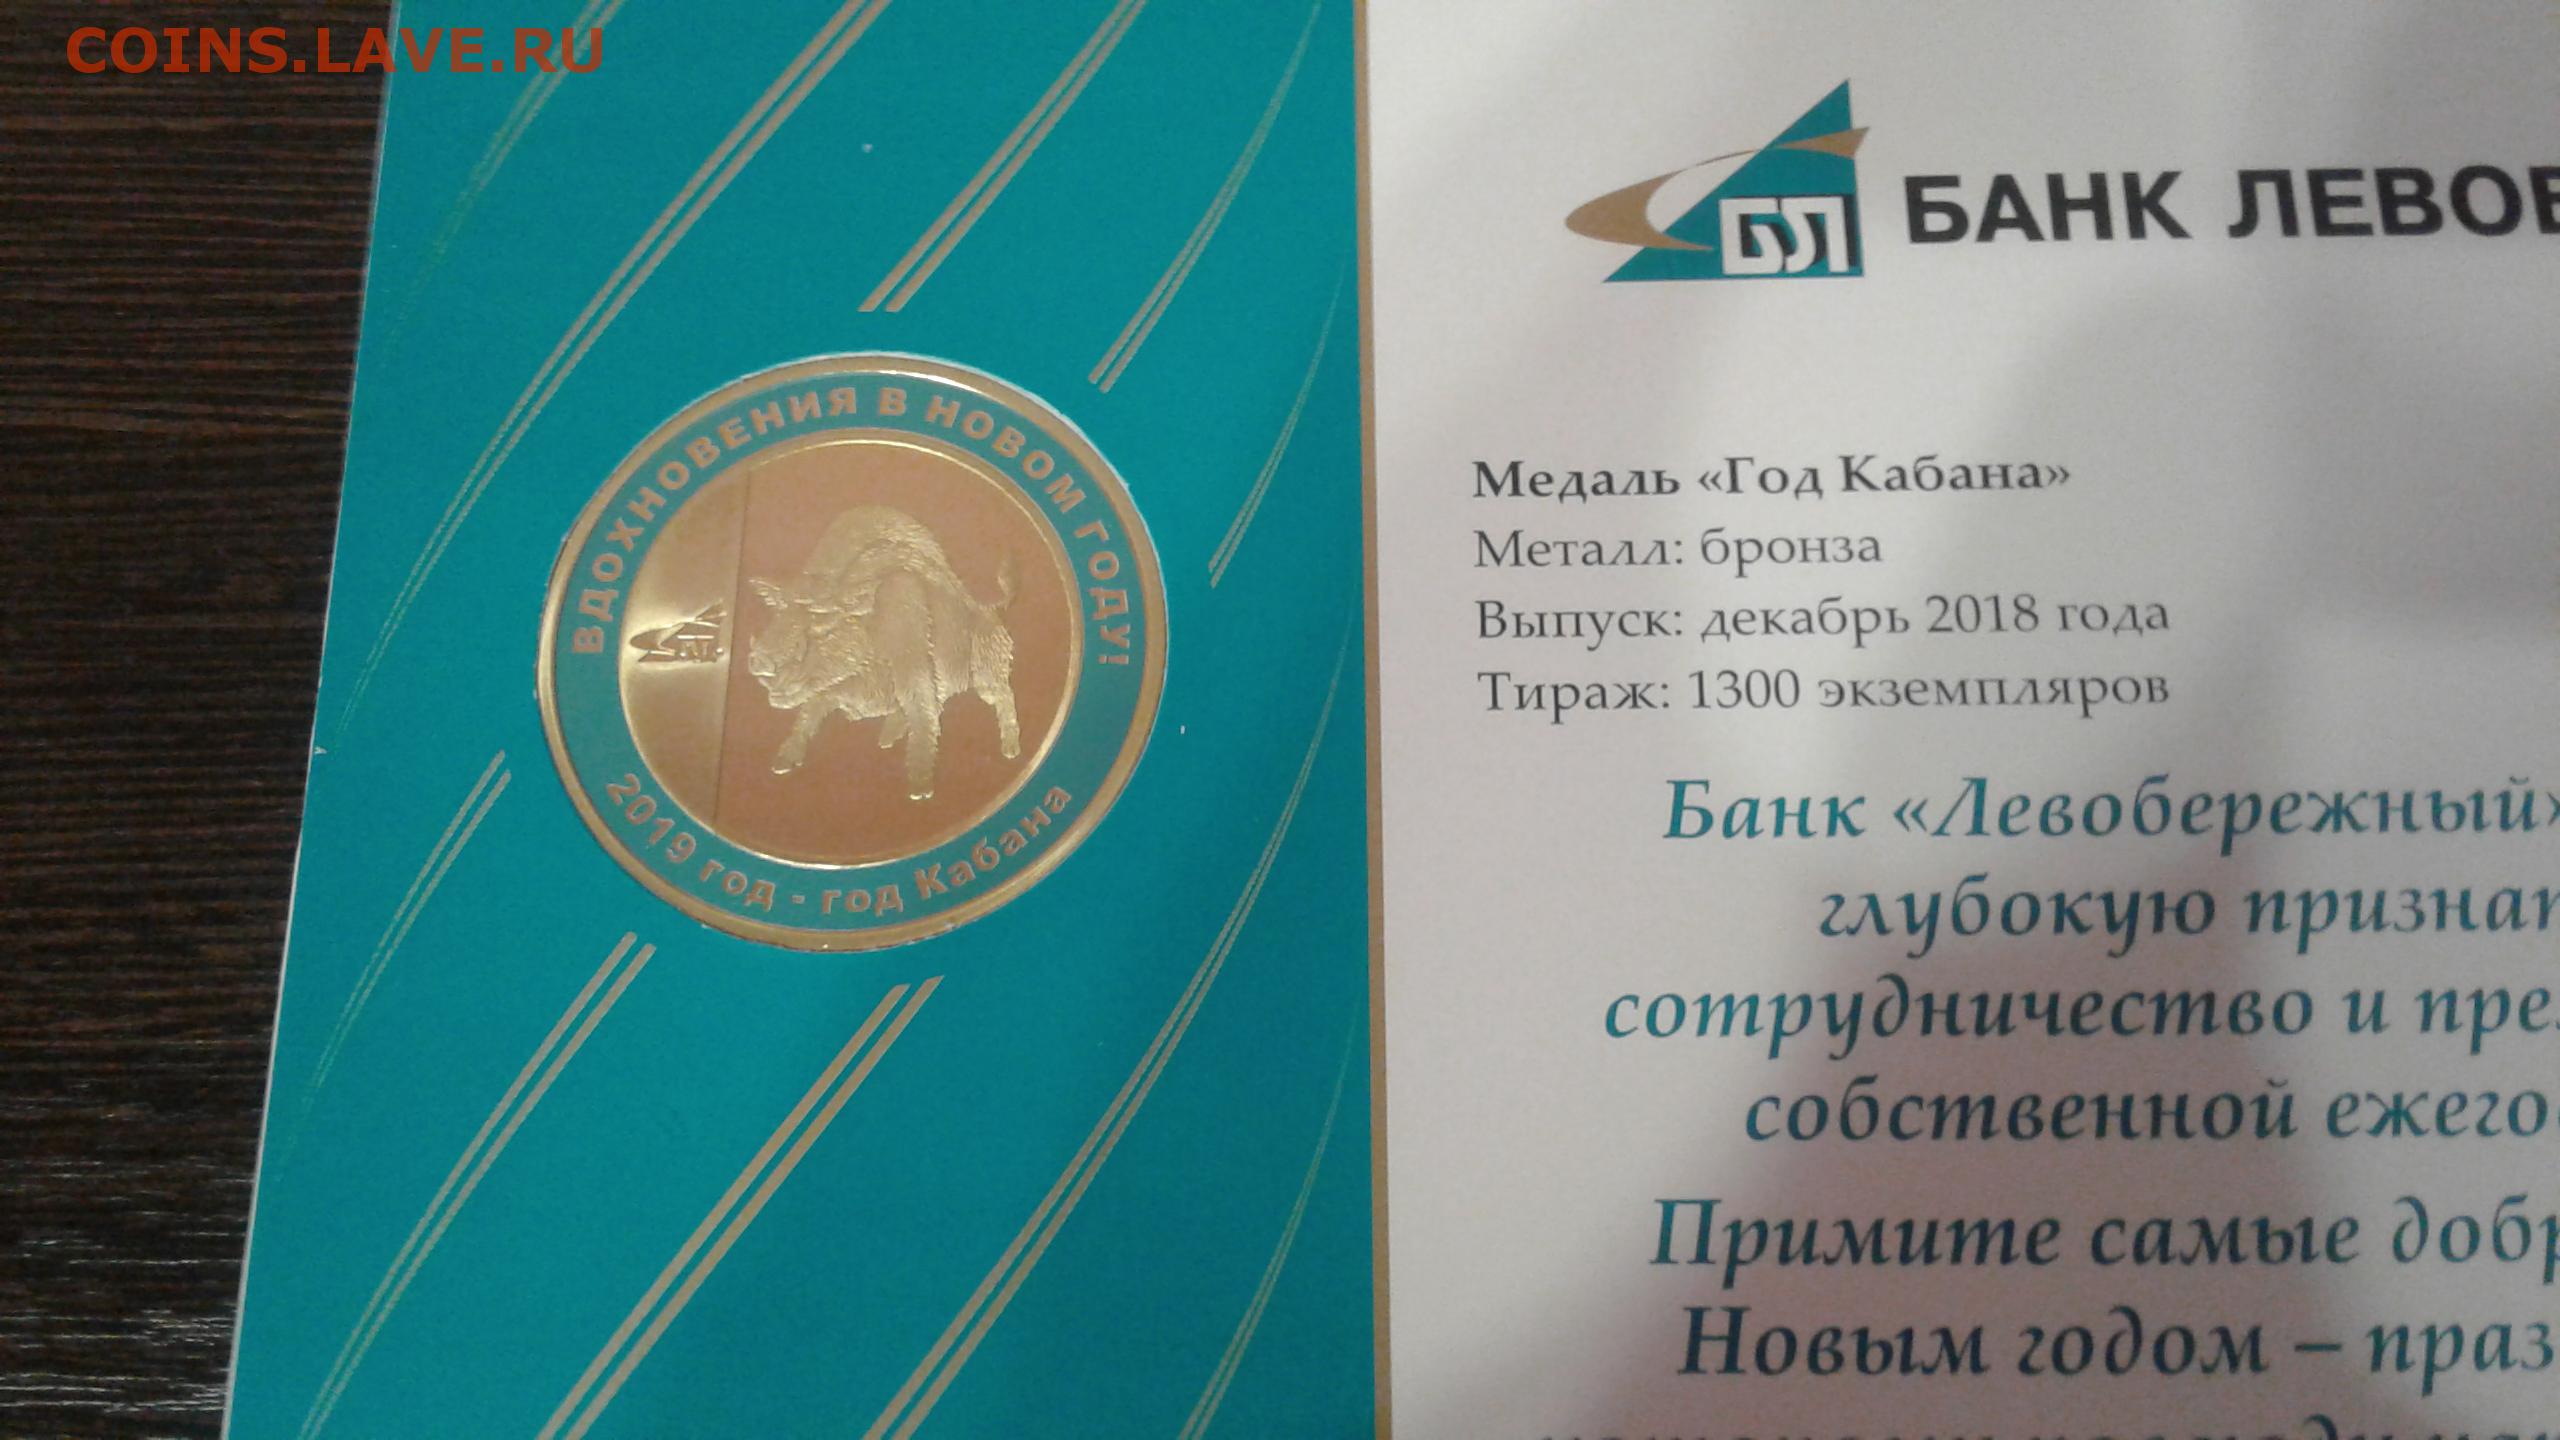 COINS.LAVE.RU
ВДОХНОВЕНИЯ В НОВОМ ГОДУ!
2019 год - год Кабана
БЛ
БАНК ЛЕВОБ
Медаль «Год Кабана»
Металл: бронза
Выпуск: декабрь 2018 года
Тираж: 1300 экземпляров
Банк «Левобережный»
глубокую признат
сотрудничество и пре
собственной ежего
Примите самые добр
Новым годом – праз